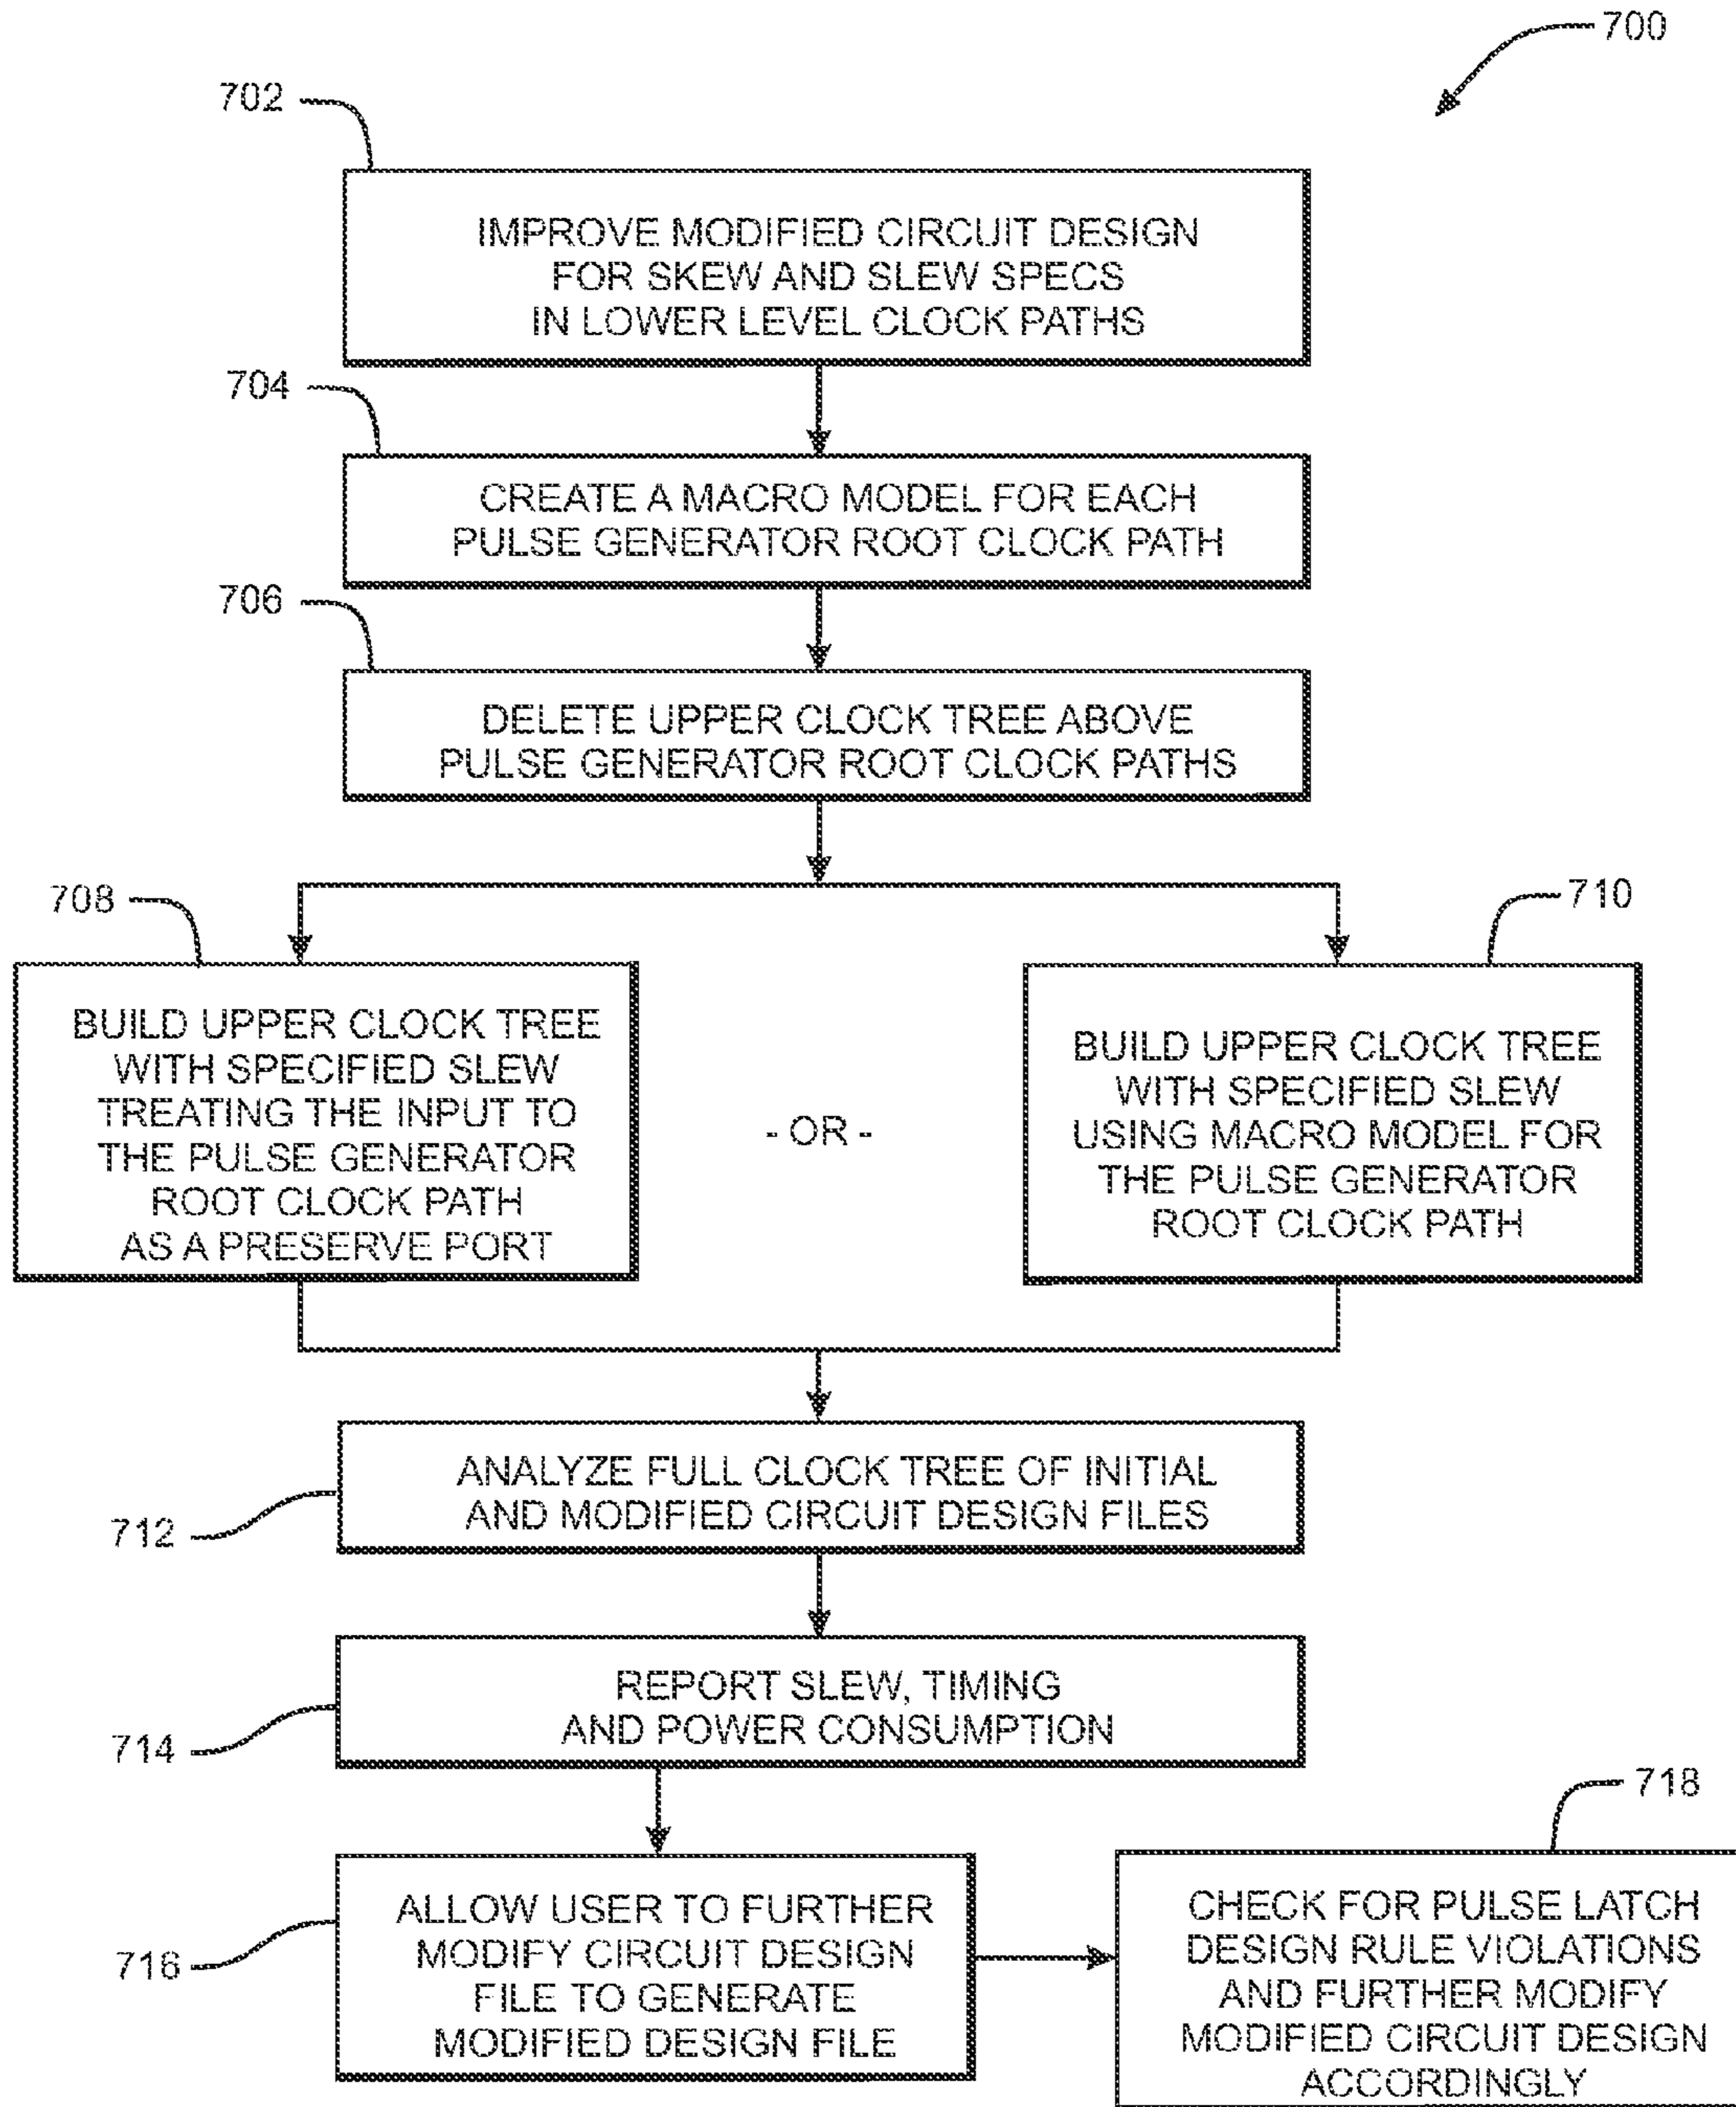 700
702
IMPROVE MODIFIED CIRCUIT DESIGN
FOR SKEW AND SLEW SPECS
IN LOWER LEVEL CLOCK PATHS
704
CREATE A MACRO MODEL FOR EACH
PULSE GENERATOR ROOT CLOCK PATH
706
DELETE UPPER CLOCK TREE ABOVE
PULSE GENERATOR ROOT CLOCK PATHS
708
BUILD UPPER CLOCK TREE
WITH SPECIFIED SLEW
TREATING THE INPUT TO
THE PULSE GENERATOR
ROOT CLOCK PATH
AS A PRESERVE PORT
- OR -
710
BUILD UPPER CLOCK TREE
WITH SPECIFIED SLEW
USING MACRO MODEL FOR
THE PULSE GENERATOR
ROOT CLOCK PATH
712
ANALYZE FULL CLOCK TREE OF INITIAL
AND MODIFIED CIRCUIT DESIGN FILES
714
REPORT SLEW, TIMING
AND POWER CONSUMPTION
716
ALLOW USER TO FURTHER
MODIFY CIRCUIT DESIGN
FILE TO GENERATE
MODIFIED DESIGN FILE
718
CHECK FOR PULSE LATCH
DESIGN RULE VIOLATIONS
AND FURTHER MODIFY
MODIFIED CIRCUIT DESIGN
ACCORDINGLY